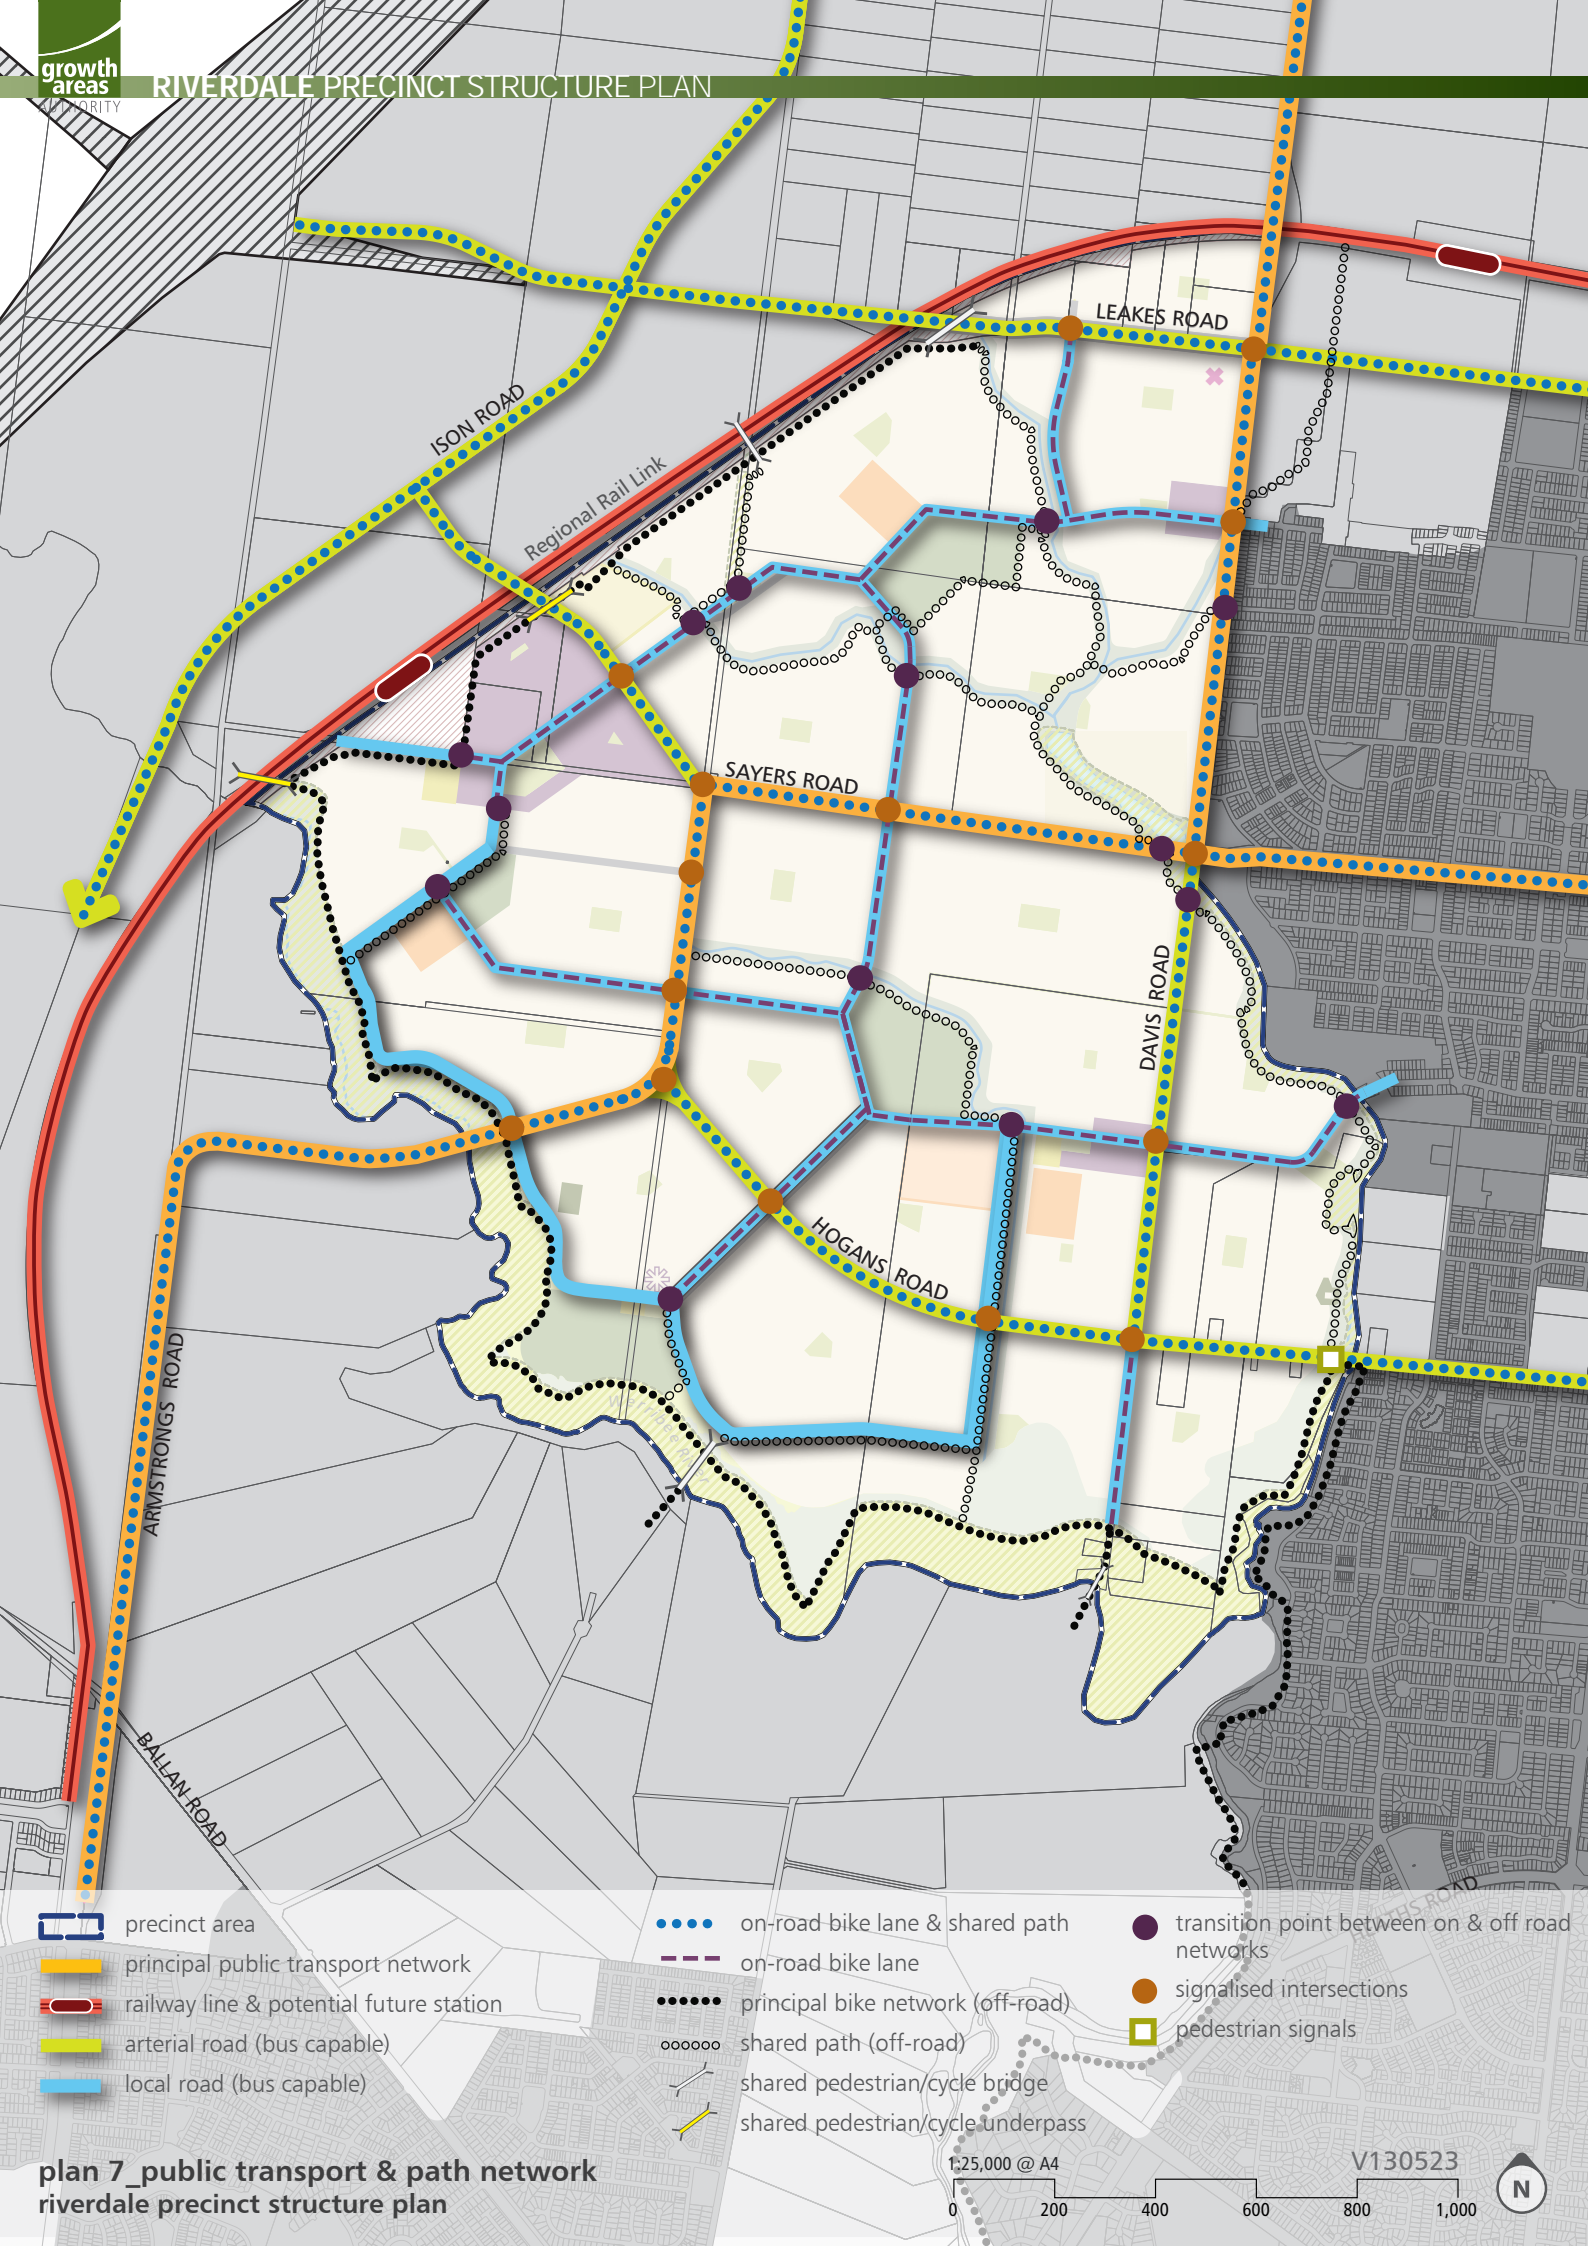 growth
areas
AUTHORITY
RIVERDALE PRECINCT STRUCTURE PLAN
LEAKES ROAD
ISON ROAD
Regional Rail Link
SAYERS ROAD
DAVIS ROAD
HOGANS ROAD
ARMSTRONGS ROAD
Werribee River
BALLAN ROAD
HEATHS ROAD
precinct area
principal public transport network
railway line & potential future station
arterial road (bus capable)
local road (bus capable)
on-road bike lane & shared path
on-road bike lane
principal bike network (off-road)
shared path (off-road)
shared pedestrian/cycle bridge
shared pedestrian/cycle underpass
transition point between on & off road
networks
signalised intersections
pedestrian signals
plan 7_public transport & path network
riverdale precinct structure plan
1:25,000 @ A4
0 200 400 600 800 1,000
V130523
N